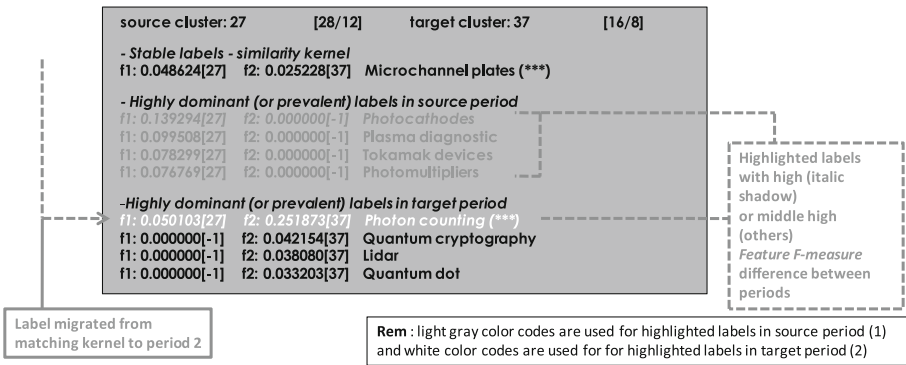 source cluster: 27 [28/12] target cluster: 37 [16/8]
- Stable labels - similarity kernel
f1: 0.048624[27] f2: 0.025228[37] Microchannel plates (***)
- Highly dominant (or prevalent) labels in source period
f1: 0.139294[27] f2: 0.000000[-1] Photocathodes
f1: 0.099508[27] f2: 0.000000[-1] Plasma diagnostic
f1: 0.078299[27] f2: 0.000000[-1] Tokamak devices
f1: 0.076769[27] f2: 0.000000[-1] Photomultipliers
-Highly dominant (or prevalent) labels in target period
f1: 0.050103[27] f2: 0.251873[37] Photon counting (***)
f1: 0.000000[-1] f2: 0.042154[37] Quantum cryptography
f1: 0.000000[-1] f2: 0.038080[37] Lidar
f1: 0.000000[-1] f2: 0.033203[37] Quantum dot
Highlighted labels
with high (italic
shadow)
or middle high
(others)
Feature F-measure
difference between
periods
Label migrated from
matching kernel to period 2
Rem : light gray color codes are used for highlighted labels in source period (1)
and white color codes are used for for highlighted labels in target period (2)